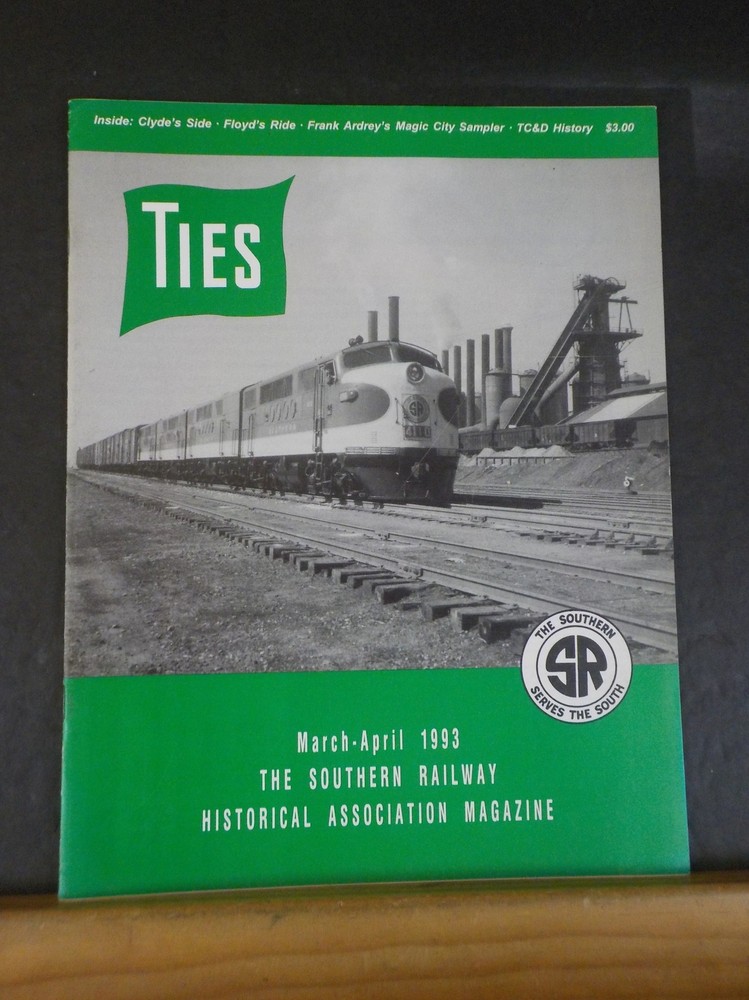 Inside: Clyde's Side · Floyd's Ride · Frank Ardrey's Magic City Sampler · TC&D History $3.00
TIES
SR
THE SOUTHERN
SR
SERVES THE SOUTH
March-April 1993
THE SOUTHERN RAILWAY
HISTORICAL ASSOCIATION MAGAZINE